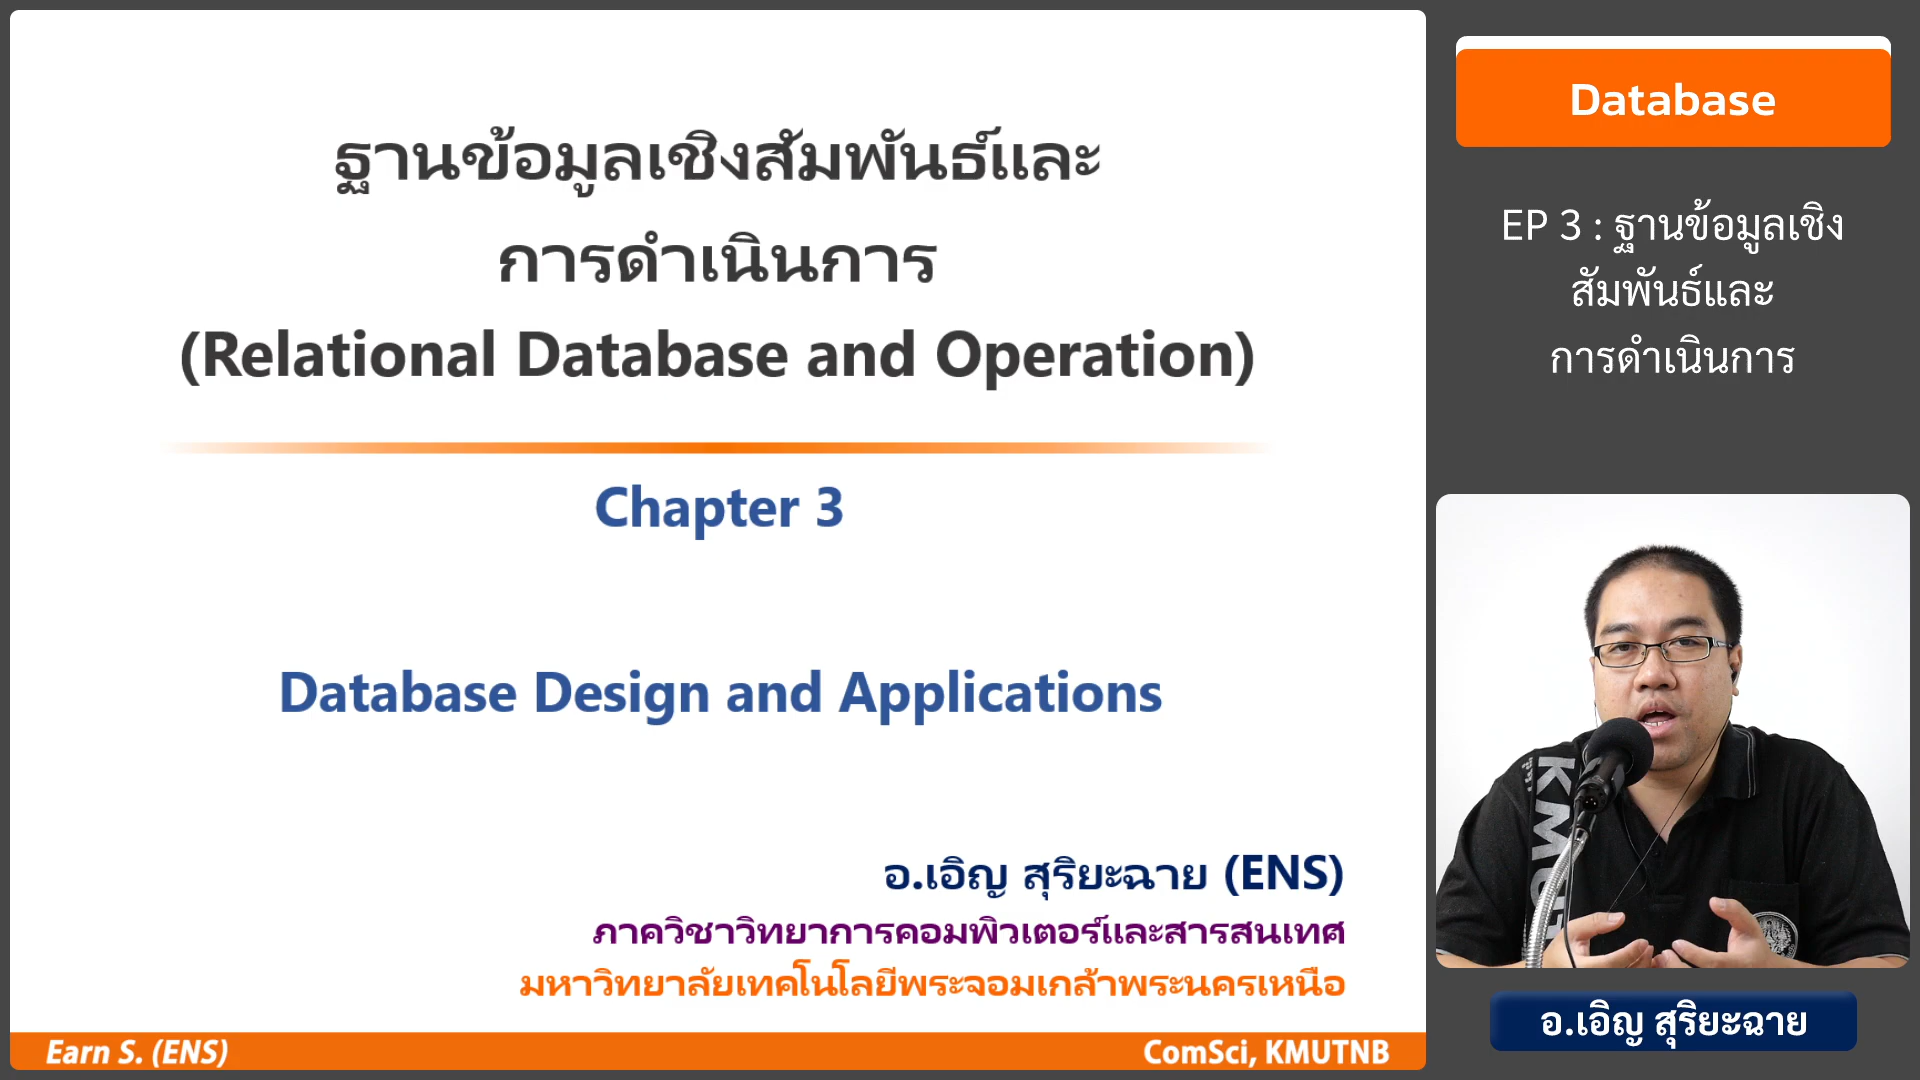 ฐานข้อมูลเชิงสัมพันธ์และ
การดำเนินการ
(Relational Database and Operation)
Chapter 3
Database Design and Applications
อ.เอิญ สุริยะฉาย (ENS)
ภาควิชาวิทยาการคอมพิวเตอร์และสารสนเทศ
มหาวิทยาลัยเทคโนโลยีพระจอมเกล้าพระนครเหนือ
Earn S. (ENS)
ComSci, KMUTNB
Database
EP 3 : ฐานข้อมูลเชิง
สัมพันธ์และ
การดำเนินการ
อ.เอิญ สุริยะฉาย